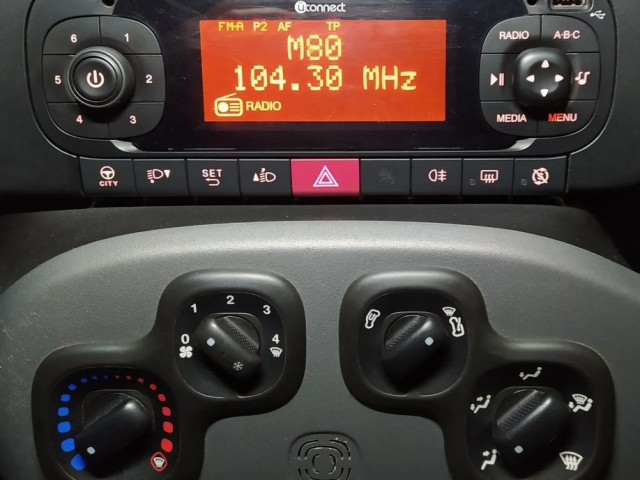 uconnect
FM-A P2 AF TP
M80
104.30 MHz
RADIO
6
5
4
1
2
3
RADIO
A-B-C
MEDIA
MENU
CITY
SET
0
1
2
3
4